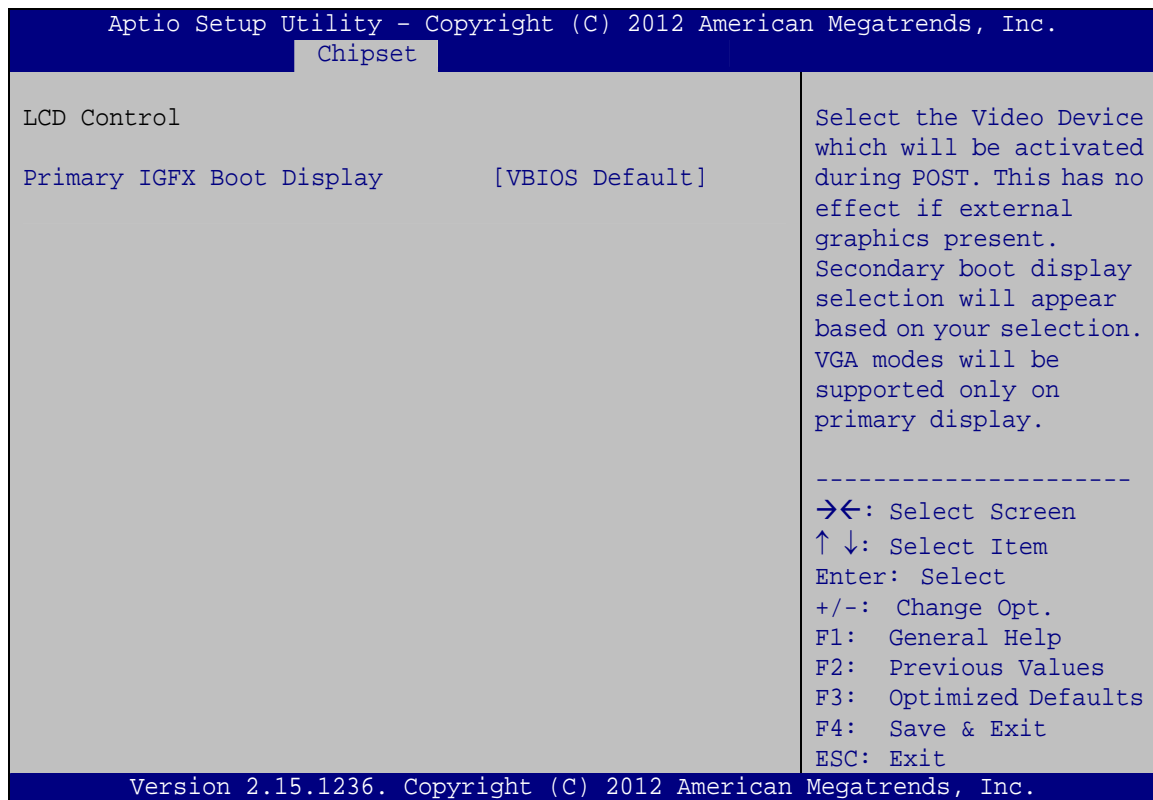 Aptio Setup Utility – Copyright (C) 2012 American Megatrends, Inc.
Chipset
LCD Control
Primary IGFX Boot Display [VBIOS Default]
Select the Video Device
which will be activated
during POST. This has no
effect if external
graphics present.
Secondary boot display
selection will appear
based on your selection.
VGA modes will be
supported only on
primary display.
----------------------
→←: Select Screen
↑ ↓: Select Item
Enter: Select
+/-: Change Opt.
F1: General Help
F2: Previous Values
F3: Optimized Defaults
F4: Save & Exit
ESC: Exit
Version 2.15.1236. Copyright (C) 2012 American Megatrends, Inc.